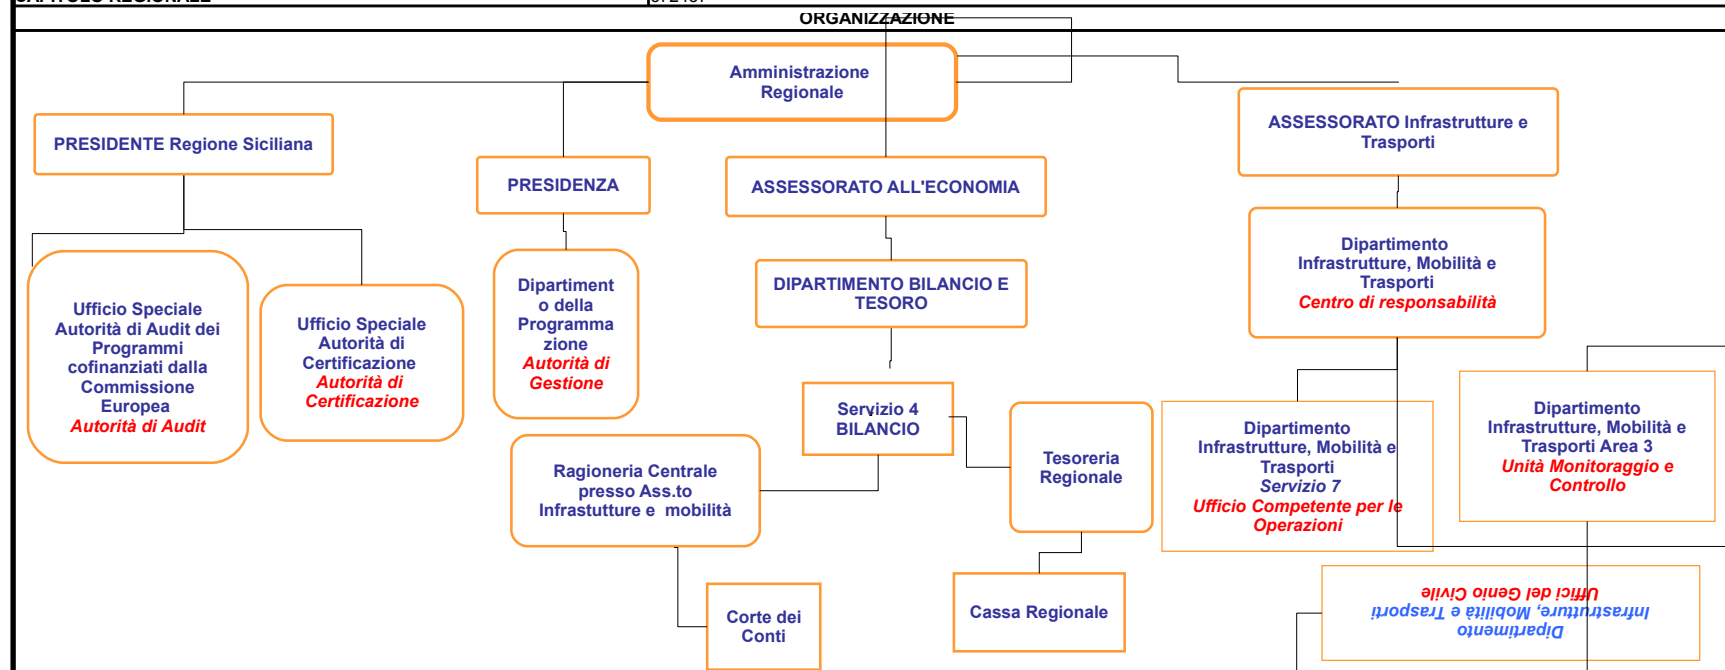 CAPITOLO REGIONALE
672437
ORGANIZZAZIONE
Amministrazione
Regionale
PRESIDENTE Regione Siciliana
PRESIDENZA
ASSESSORATO ALL'ECONOMIA
ASSESSORATO Infrastrutture e
Trasporti
Ufficio Speciale
Autorità di Audit dei
Programmi
cofinanziati dalla
Commissione
Europea
Autorità di Audit
Ufficio Speciale
Autorità di
Certificazione
Autorità di
Certificazione
Dipartiment
o della
Programma
zione
Autorità di
Gestione
DIPARTIMENTO BILANCIO E
TESORO
Dipartimento
Infrastrutture, Mobilità e
Trasporti
Centro di responsabilità
Servizio 4
BILANCIO
Ragioneria Centrale
presso Ass.to
Infrastutture e mobilità
Tesoreria
Regionale
Dipartimento
Infrastrutture, Mobilità e
Trasporti
Servizio 7
Ufficio Competente per le
Operazioni
Dipartimento
Infrastrutture, Mobilità e
Trasporti Area 3
Unità Monitoraggio e
Controllo
Corte dei
Conti
Cassa Regionale
Dipartimento
Infrastrutture, Mobilità e Trasporti
Uffici del Genio Civile